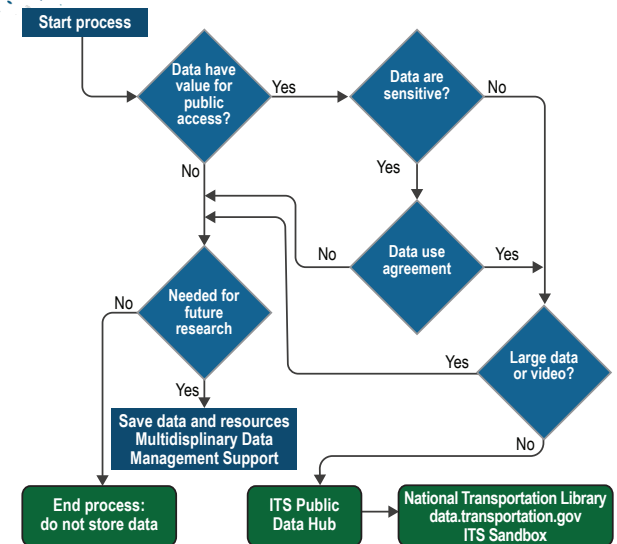 Start process
Data have
value for
public
access?
Yes
Data are
sensitive?
No
No
Yes
Data use
agreement
No
Yes
Needed for
future
research
No
Yes
Large data
or video?
Yes
No
Save data and resources
Multidisplinary Data
Management Support
End process:
do not store data
ITS Public
Data Hub
National Transportation Library
data.transportation.gov
ITS Sandbox